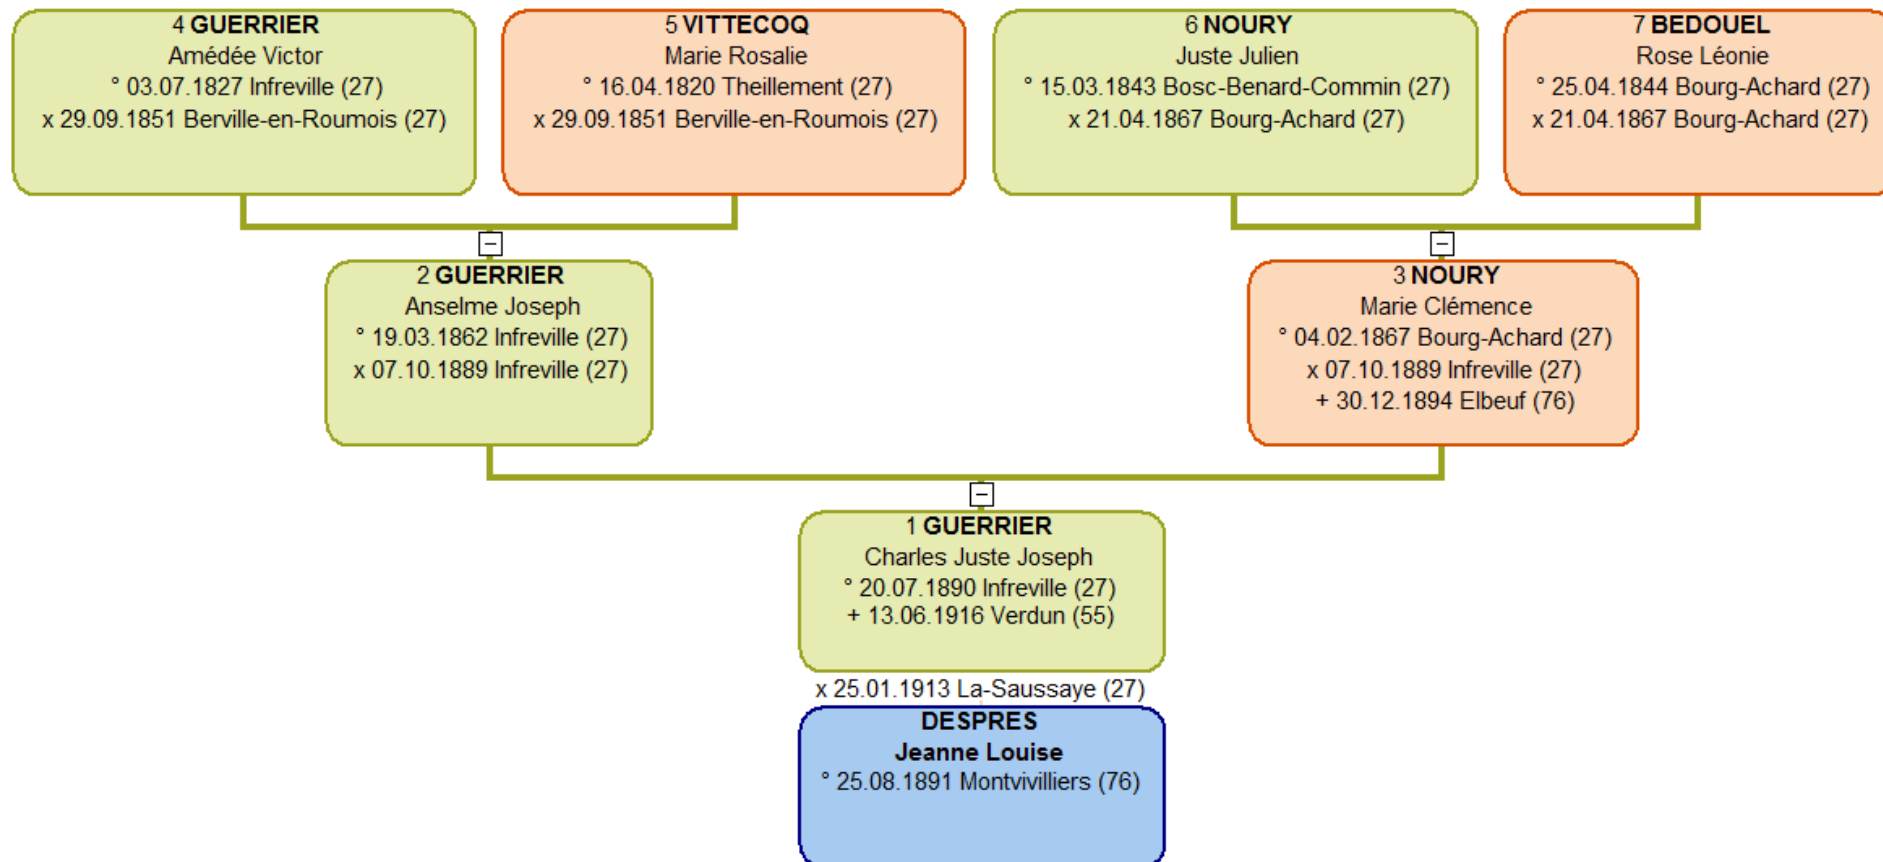 4 GUERRIER
Amédée Victor
° 03.07.1827 Infreville (27)
x 29.09.1851 Berville-en-Roumois (27)
5 VITTECOQ
Marie Rosalie
° 16.04.1820 Theillement (27)
x 29.09.1851 Berville-en-Roumois (27)
6 NOURY
Juste Julien
° 15.03.1843 Bosc-Benard-Commin (27)
x 21.04.1867 Bourg-Achard (27)
7 BEDOUEL
Rose Léonie
° 25.04.1844 Bourg-Achard (27)
x 21.04.1867 Bourg-Achard (27)
2 GUERRIER
Anselme Joseph
° 19.03.1862 Infreville (27)
x 07.10.1889 Infreville (27)
3 NOURY
Marie Clémence
° 04.02.1867 Bourg-Achard (27)
x 07.10.1889 Infreville (27)
+ 30.12.1894 Elbeuf (76)
1 GUERRIER
Charles Juste Joseph
° 20.07.1890 Infreville (27)
+ 13.06.1916 Verdun (55)
x 25.01.1913 La-Saussaye (27)
DESPRES
Jeanne Louise
° 25.08.1891 Montvivilliers (76)